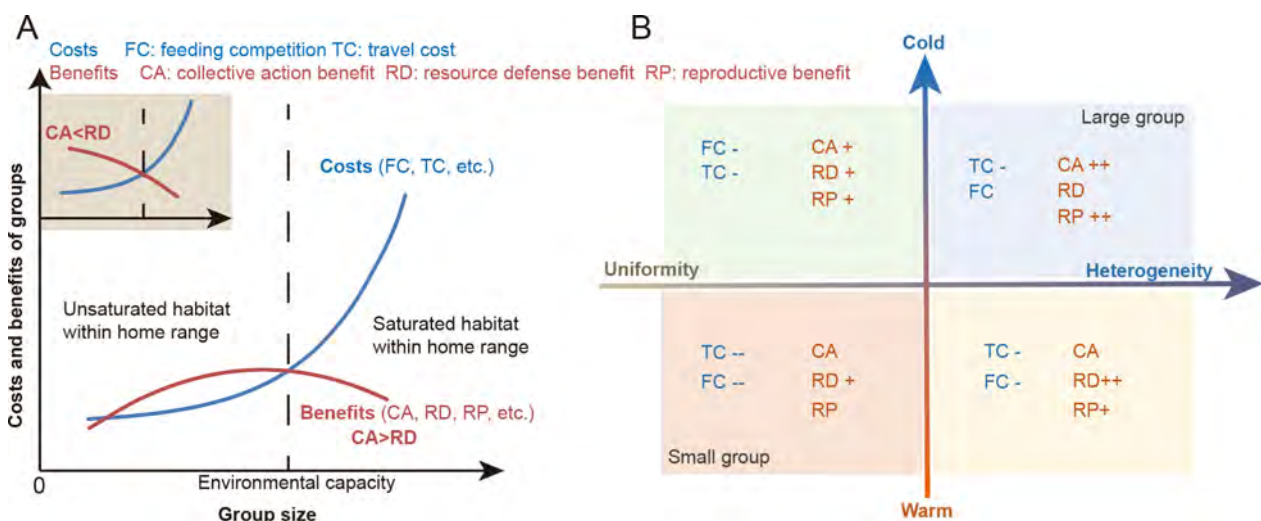 A
Costs FC: feeding competition TC: travel cost
Benefits CA: collective action benefit RD: resource defense benefit RP: reproductive benefit
Costs and benefits of groups
CA<RD
Costs (FC, TC, etc.)
Unsaturated habitat
within home range
Saturated habitat
within home range
Benefits (CA, RD, RP, etc.)
CA>RD
0
Environmental capacity
Group size
B
Cold
Large group
FC -
TC -
CA +
RD +
RP +
TC -
FC
CA ++
RD
RP ++
Uniformity
Heterogeneity
TC --
FC --
CA
RD +
RP
TC -
FC -
CA
RD++
RP+
Small group
Warm